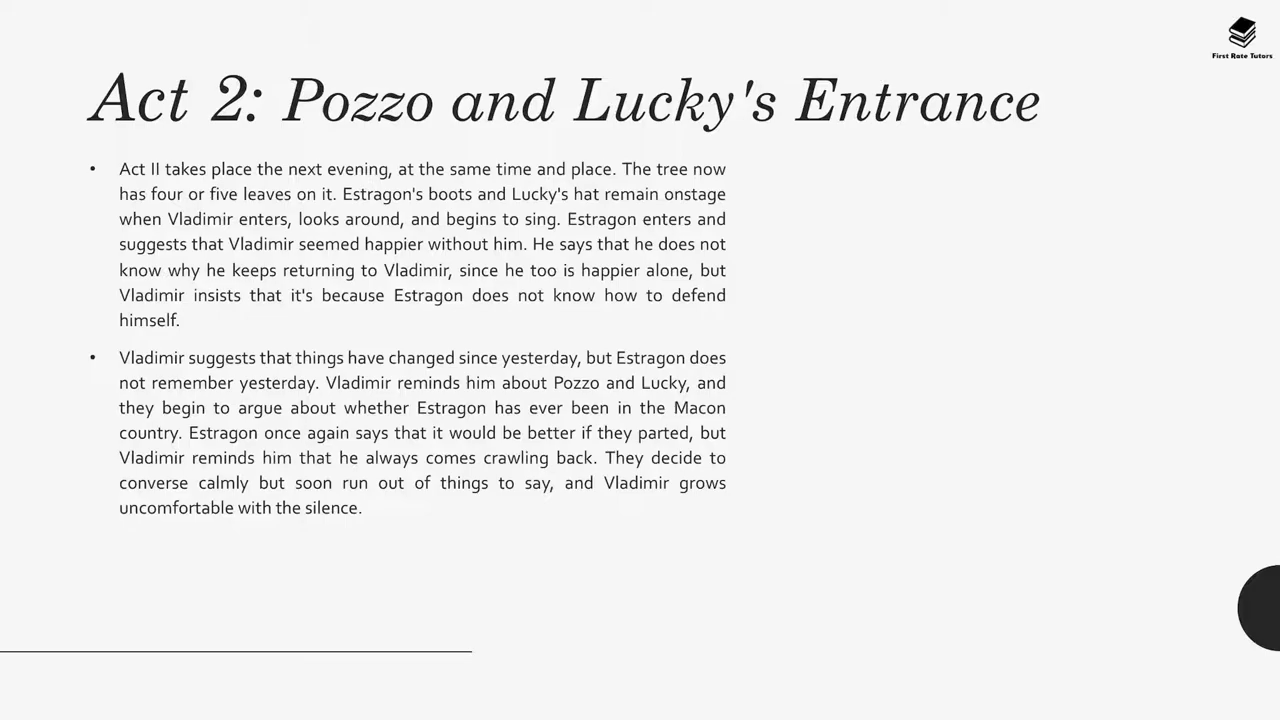 First Rate Tutors
Act 2: Pozzo and Lucky's Entrance
• Act II takes place the next evening, at the same time and place. The tree now
has four or five leaves on it. Estragon's boots and Lucky's hat remain onstage
when Vladimir enters, looks around, and begins to sing. Estragon enters and
suggests that Vladimir seemed happier without him. He says that he does not
know why he keeps returning to Vladimir, since he too is happier alone, but
Vladimir insists that it's because Estragon does not know how to defend
himself.
• Vladimir suggests that things have changed since yesterday, but Estragon does
not remember yesterday. Vladimir reminds him about Pozzo and Lucky, and
they begin to argue about whether Estragon has ever been in the Macon
country. Estragon once again says that it would be better if they parted, but
Vladimir reminds him that he always comes crawling back. They decide to
converse calmly but soon run out of things to say, and Vladimir grows
uncomfortable with the silence.